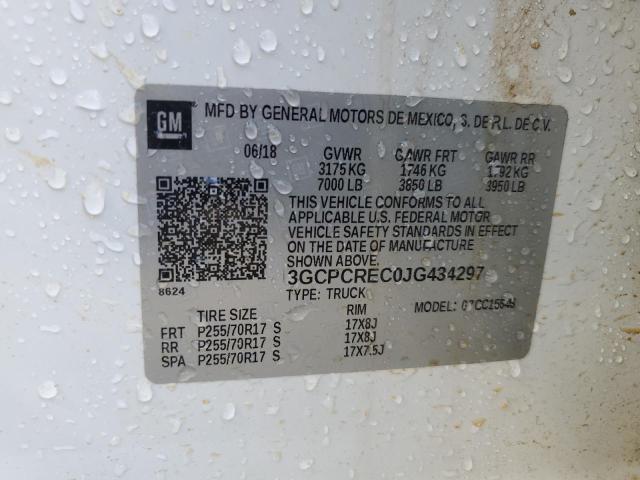 GM
MFD BY GENERAL MOTORS DE MEXICO, S. DE R.L. DE C.V.
06/18 GVWR GAWR FRT GAWR RR
3175 KG 1746 KG 1792 KG
7000 LB 3850 LB 3950 LB
THIS VEHICLE CONFORMS TO ALL
APPLICABLE U.S. FEDERAL MOTOR
VEHICLE SAFETY STANDARDS IN EFFECT
ON THE DATE OF MANUFACTURE
SHOWN ABOVE.
8624
3GCPCREC0JG434297
TYPE: TRUCK MODEL:
TIRE SIZE RIM
FRT P255/70R17 S 17X8J
RR P255/70R17 S 17X8J
SPA P255/70R17 S 17X7.5J